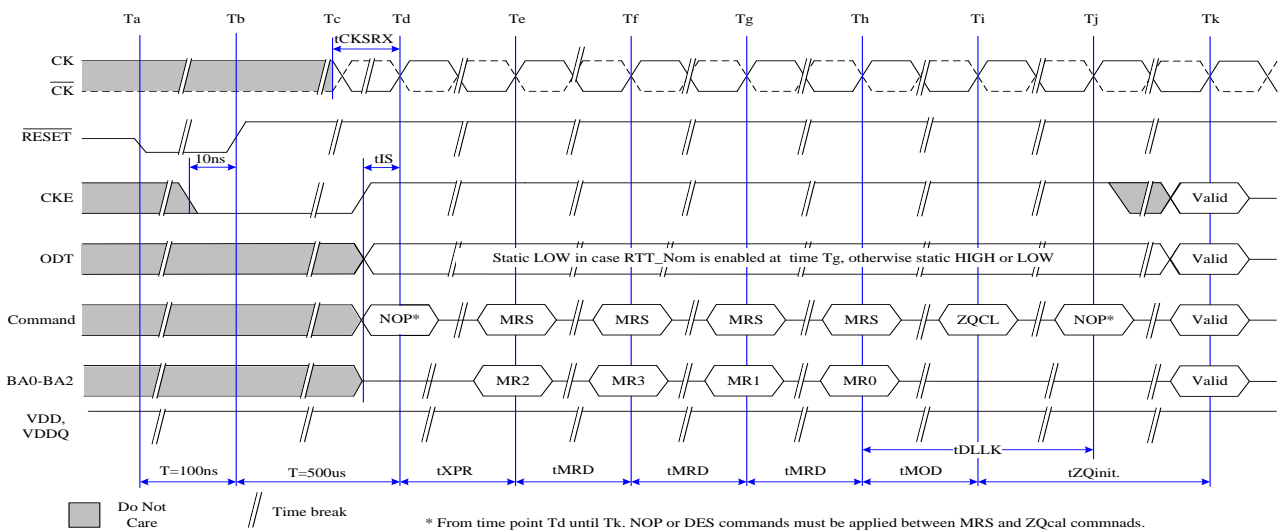 Ta Tb Tc Td Te Tf Tg Th Ti Tj Tk
tCKSRX
CK
CK
RESET
10ns
tIS
CKE
Valid
ODT
Static LOW in case RTT_Nom is enabled at time Tg, otherwise static HIGH or LOW
Valid
Command
NOP* MRS MRS MRS MRS ZQCL NOP* Valid
BA0-BA2
MR2 MR3 MR1 MR0 Valid
VDD,
VDDQ
tDLLK
T=100ns T=500us tXPR tMRD tMRD tMRD tMOD tZQinit.
Do Not
Care
Time break
* From time point Td until Tk. NOP or DES commands must be applied between MRS and ZQcal commnads.